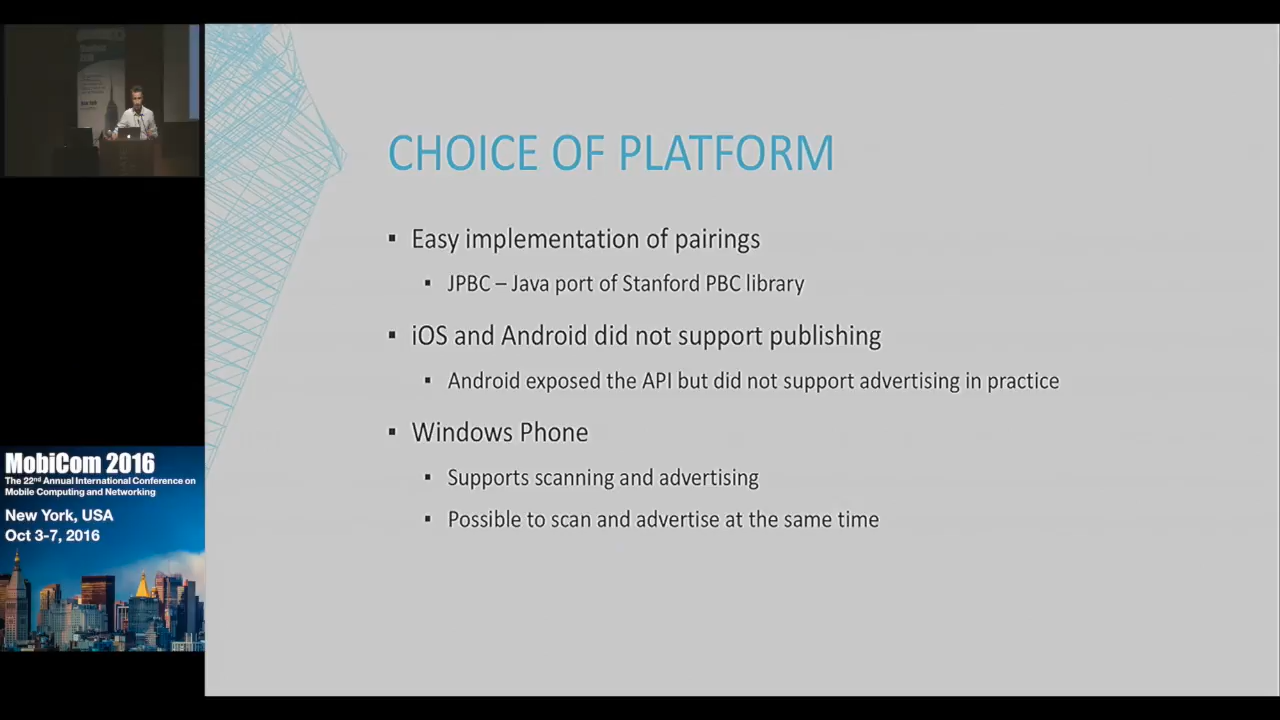 CHOICE OF PLATFORM
▪ Easy implementation of pairings
▪ JPBC – Java port of Stanford PBC library
▪ iOS and Android did not support publishing
▪ Android exposed the API but did not support advertising in practice
▪ Windows Phone
▪ Supports scanning and advertising
▪ Possible to scan and advertise at the same time
MobiCom 2016
The 22nd Annual International Conference on
Mobile Computing and Networking
New York, USA
Oct 3-7, 2016